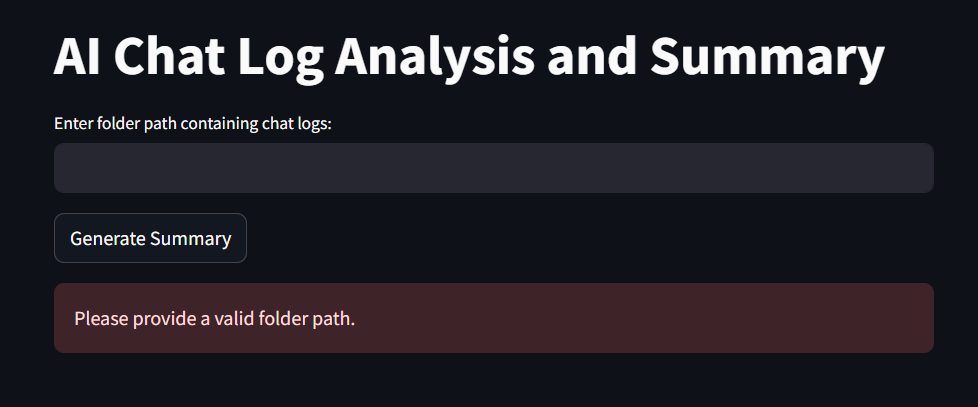 AI Chat Log Analysis and Summary
Enter folder path containing chat logs:
Generate Summary
Please provide a valid folder path.